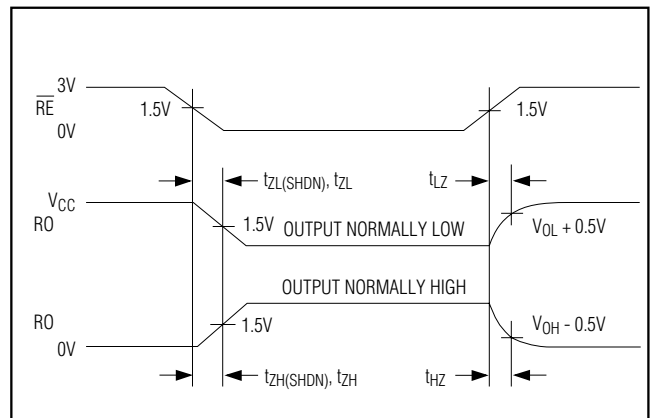 3V
RE
1.5V
1.5V
0V
tZL(SHDN), tZL
tLZ
VCC
RO
1.5V
OUTPUT NORMALLY LOW
VOL + 0.5V
OUTPUT NORMALLY HIGH
RO
1.5V
VOH - 0.5V
0V
tZH(SHDN), tZH
tHZ